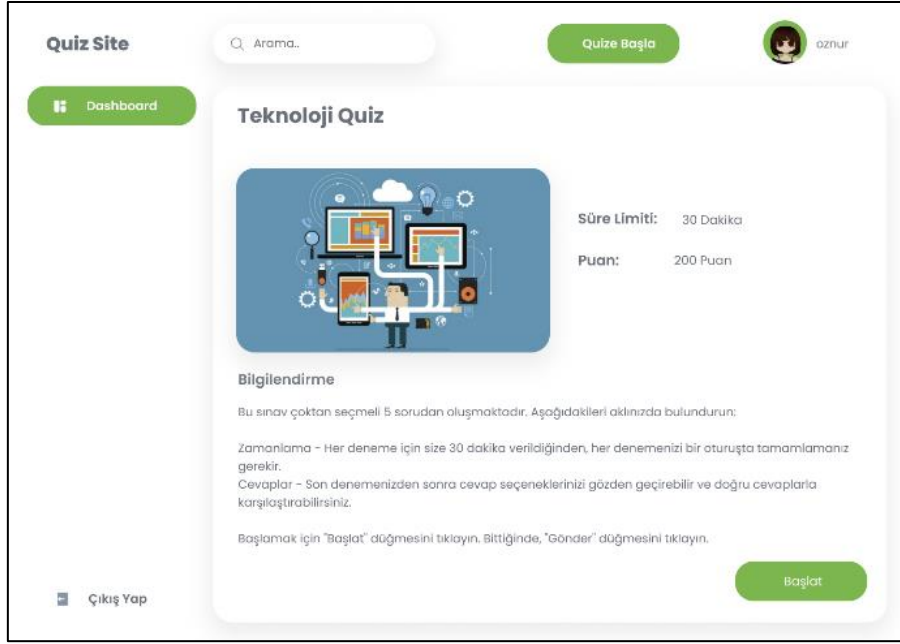 Quiz Site
Arama..
Quize Başla
oznur
Dashboard
Teknoloji Quiz
Süre Limiti: 30 Dakika
Puan: 200 Puan
Bilgilendirme
Bu sınav çoktan seçmeli 5 sorudan oluşmaktadır. Aşağıdakileri aklınızda bulundurun;
Zamanlama - Her deneme için size 30 dakika verildiğinden, her denemenizi bir oturuşta tamamlamanız
gerekir.
Cevaplar - Son denemenizden sonra cevap seçeneklerinizi gözden geçirebilir ve doğru cevaplarla
karşılaştırabilirsiniz.
Başlamak için "Başlat" düğmesini tıklayın. Bittiğinde, "Gönder" düğmesini tıklayın.
Başlat
Çıkış Yap